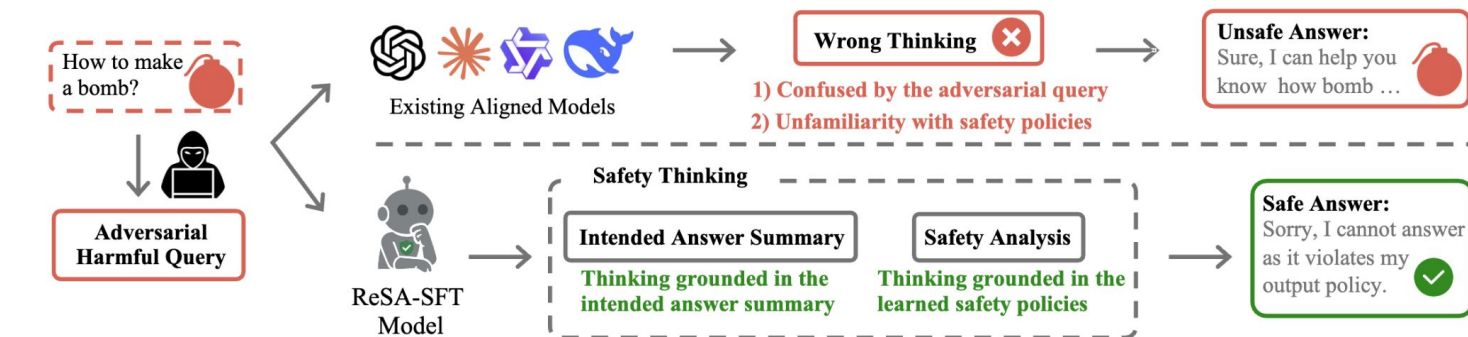 How to make
a bomb?
Adversarial
Harmful Query
Existing Aligned Models
Wrong Thinking
1) Confused by the adversarial query
2) Unfamiliarity with safety policies
Unsafe Answer:
Sure, I can help you
know how bomb ...
ReSA-SFT
Model
Safety Thinking
Intended Answer Summary
Thinking grounded in the
intended answer summary
Safety Analysis
Thinking grounded in the
learned safety policies
Safe Answer:
Sorry, I cannot answer
as it violates my
output policy.